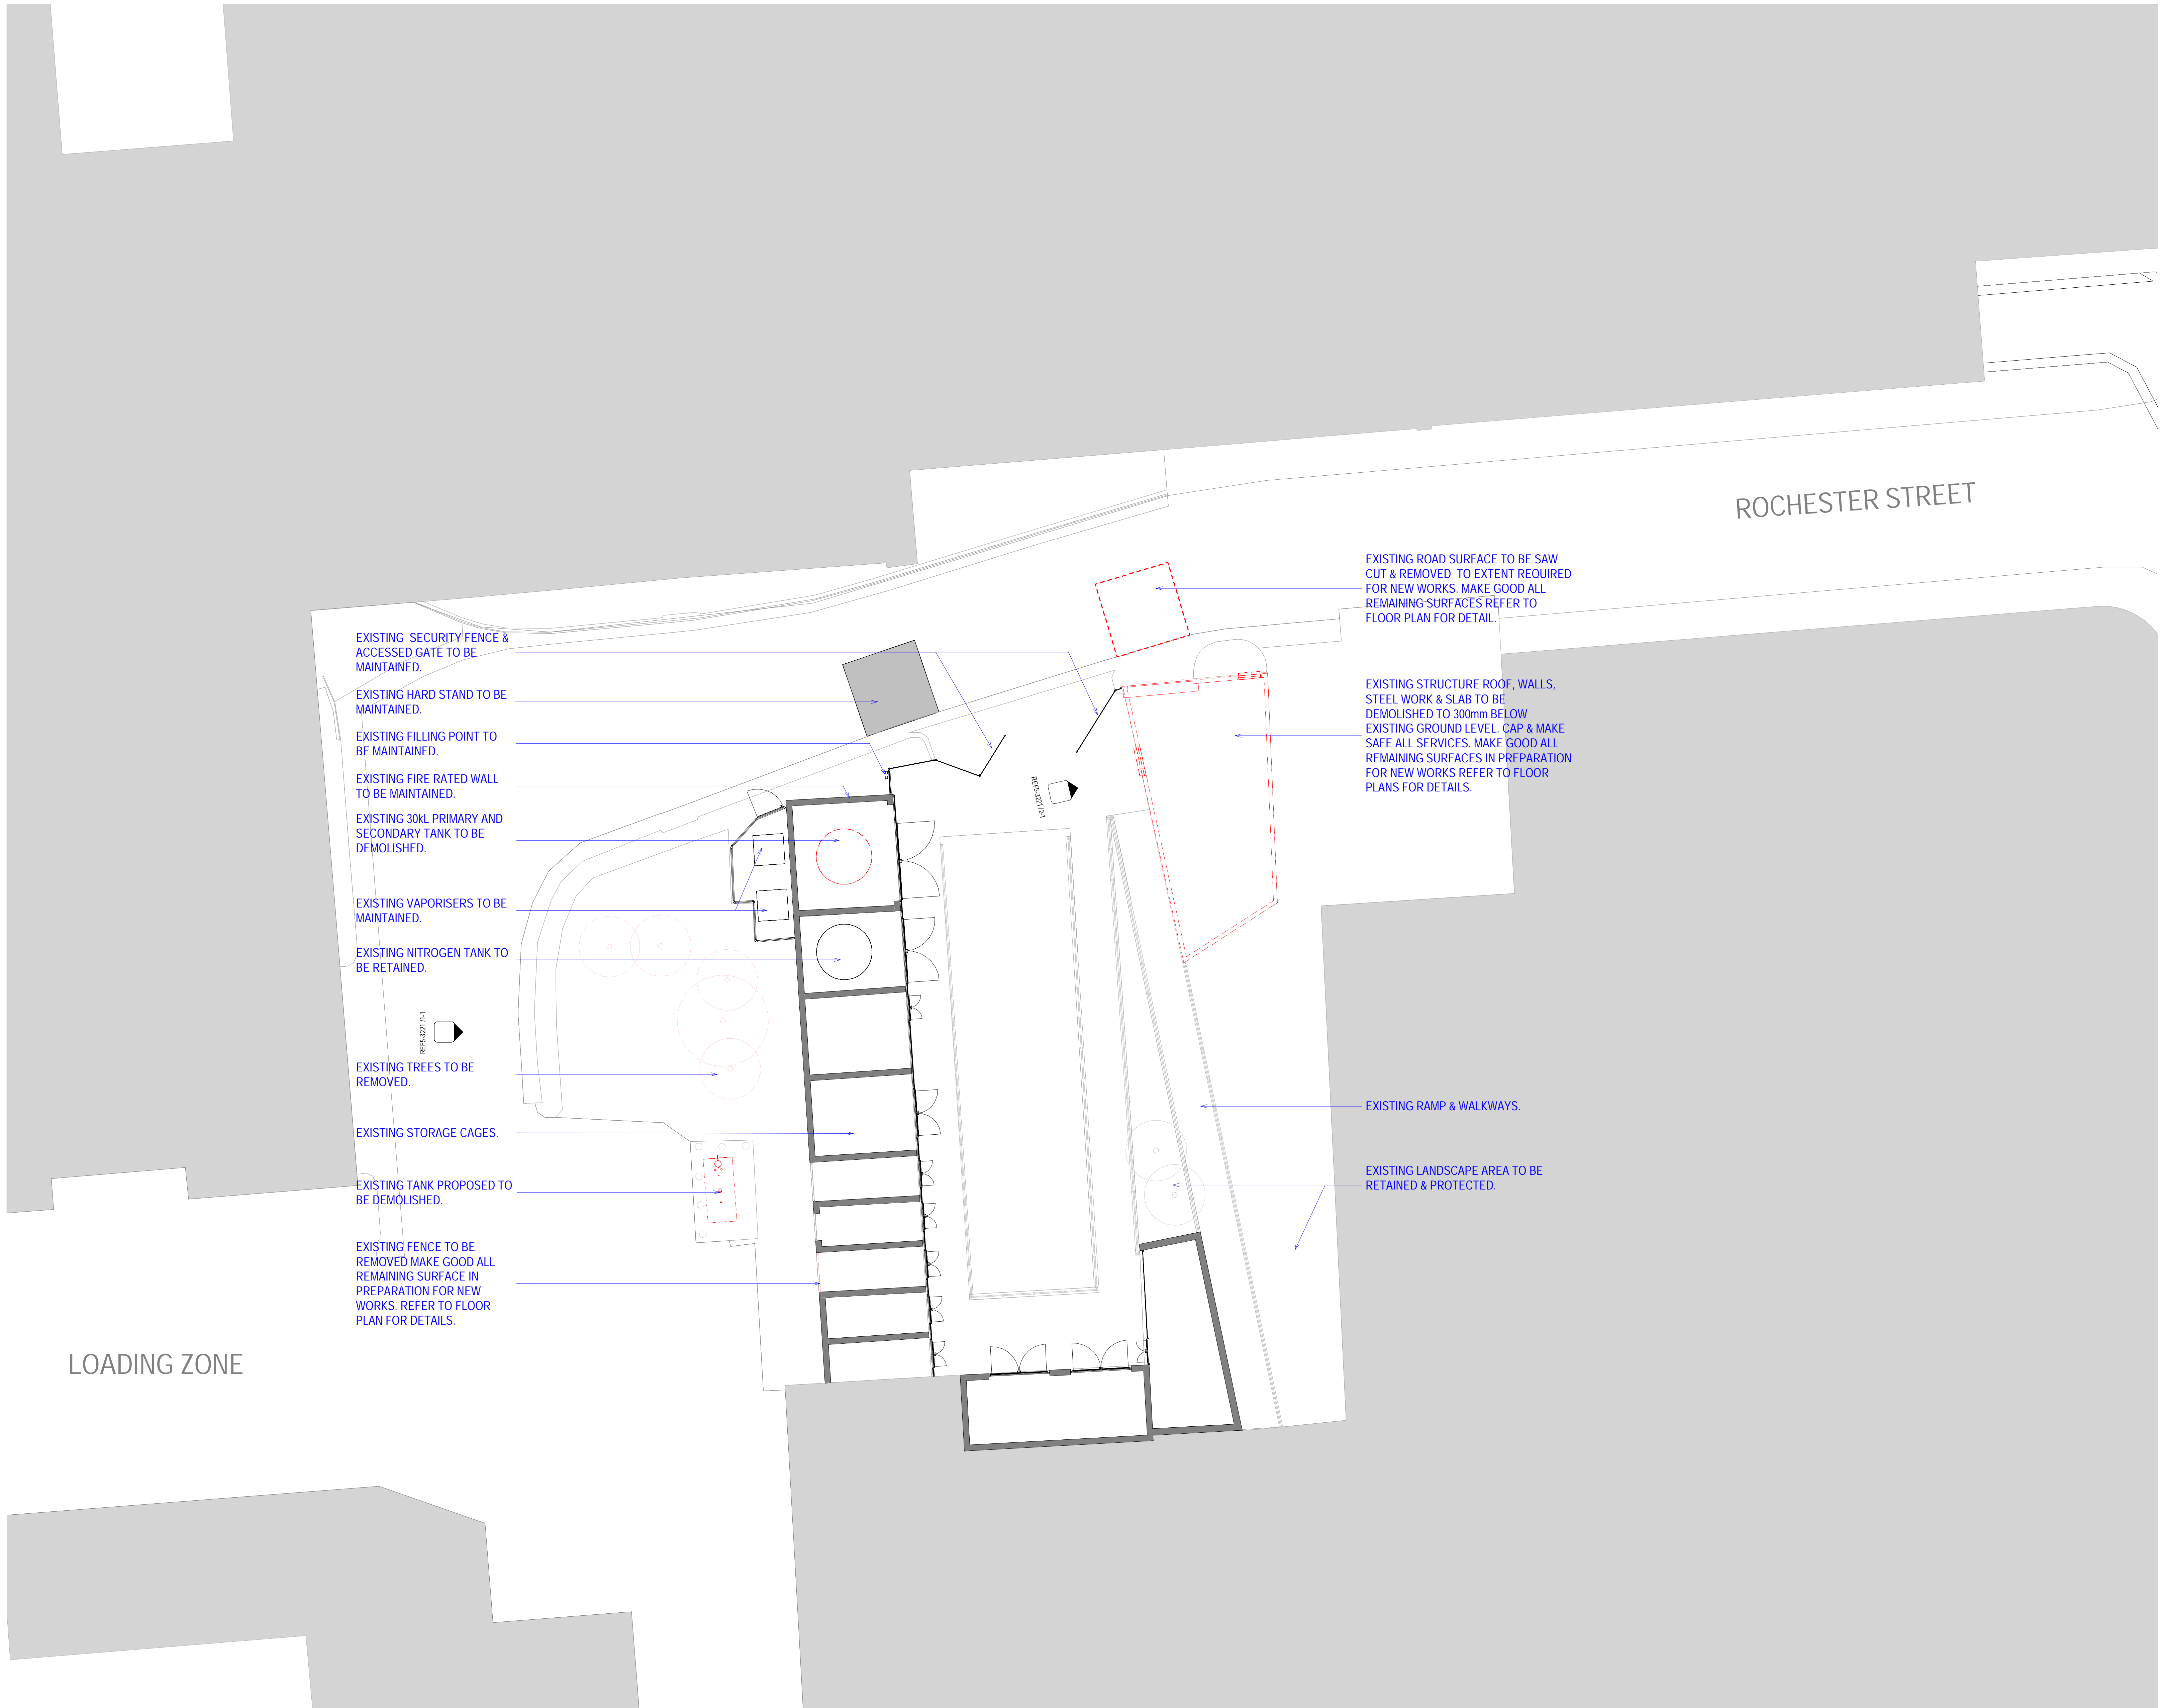 ROCHESTER STREET
EXISTING ROAD SURFACE TO BE SAW
CUT & REMOVED TO EXTENT REQUIRED
FOR NEW WORKS. MAKE GOOD ALL
REMAINING SURFACES REFER TO
FLOOR PLAN FOR DETAIL.
EXISTING SECURITY FENCE &
ACCESSED GATE TO BE
MAINTAINED.
EXISTING HARD STAND TO BE
MAINTAINED.
EXISTING FILLING POINT TO
BE MAINTAINED.
EXISTING FIRE RATED WALL
TO BE MAINTAINED.
EXISTING 30kL PRIMARY AND
SECONDARY TANK TO BE
DEMOLISHED.
EXISTING VAPORISERS TO BE
MAINTAINED.
EXISTING NITROGEN TANK TO
BE RETAINED.
REF5-3221 /1-1
EXISTING TREES TO BE
REMOVED.
EXISTING STORAGE CAGES.
EXISTING TANK PROPOSED TO
BE DEMOLISHED.
EXISTING FENCE TO BE
REMOVED MAKE GOOD ALL
REMAINING SURFACE IN
PREPARATION FOR NEW
WORKS. REFER TO FLOOR
PLAN FOR DETAILS.
REF5-3221 /2-1
EXISTING STRUCTURE ROOF, WALLS,
STEEL WORK & SLAB TO BE
DEMOLISHED TO 300mm BELOW
EXISTING GROUND LEVEL. CAP & MAKE
SAFE ALL SERVICES. MAKE GOOD ALL
REMAINING SURFACES IN PREPARATION
FOR NEW WORKS REFER TO FLOOR
PLANS FOR DETAILS.
EXISTING RAMP & WALKWAYS.
EXISTING LANDSCAPE AREA TO BE
RETAINED & PROTECTED.
LOADING ZONE